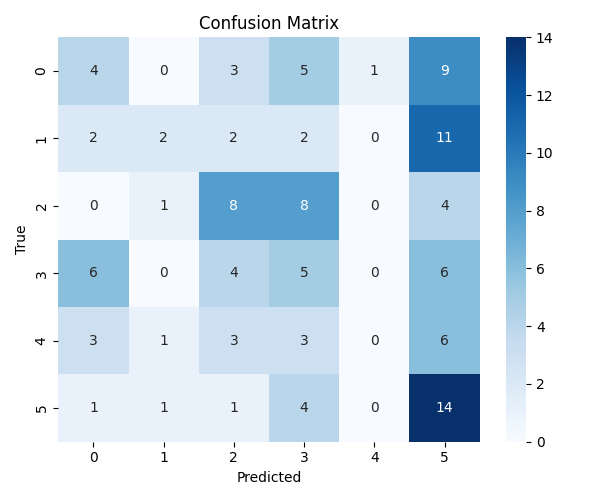 Confusion Matrix
0 4 0 3 5 1 9
1 2 2 2 2 0 11
2 0 1 8 8 0 4
3 6 0 4 5 0 6
4 3 1 3 3 0 6
5 1 1 1 4 0 14
0 1 2 3 4 5
Predicted
True
14
12
10
8
6
4
2
0